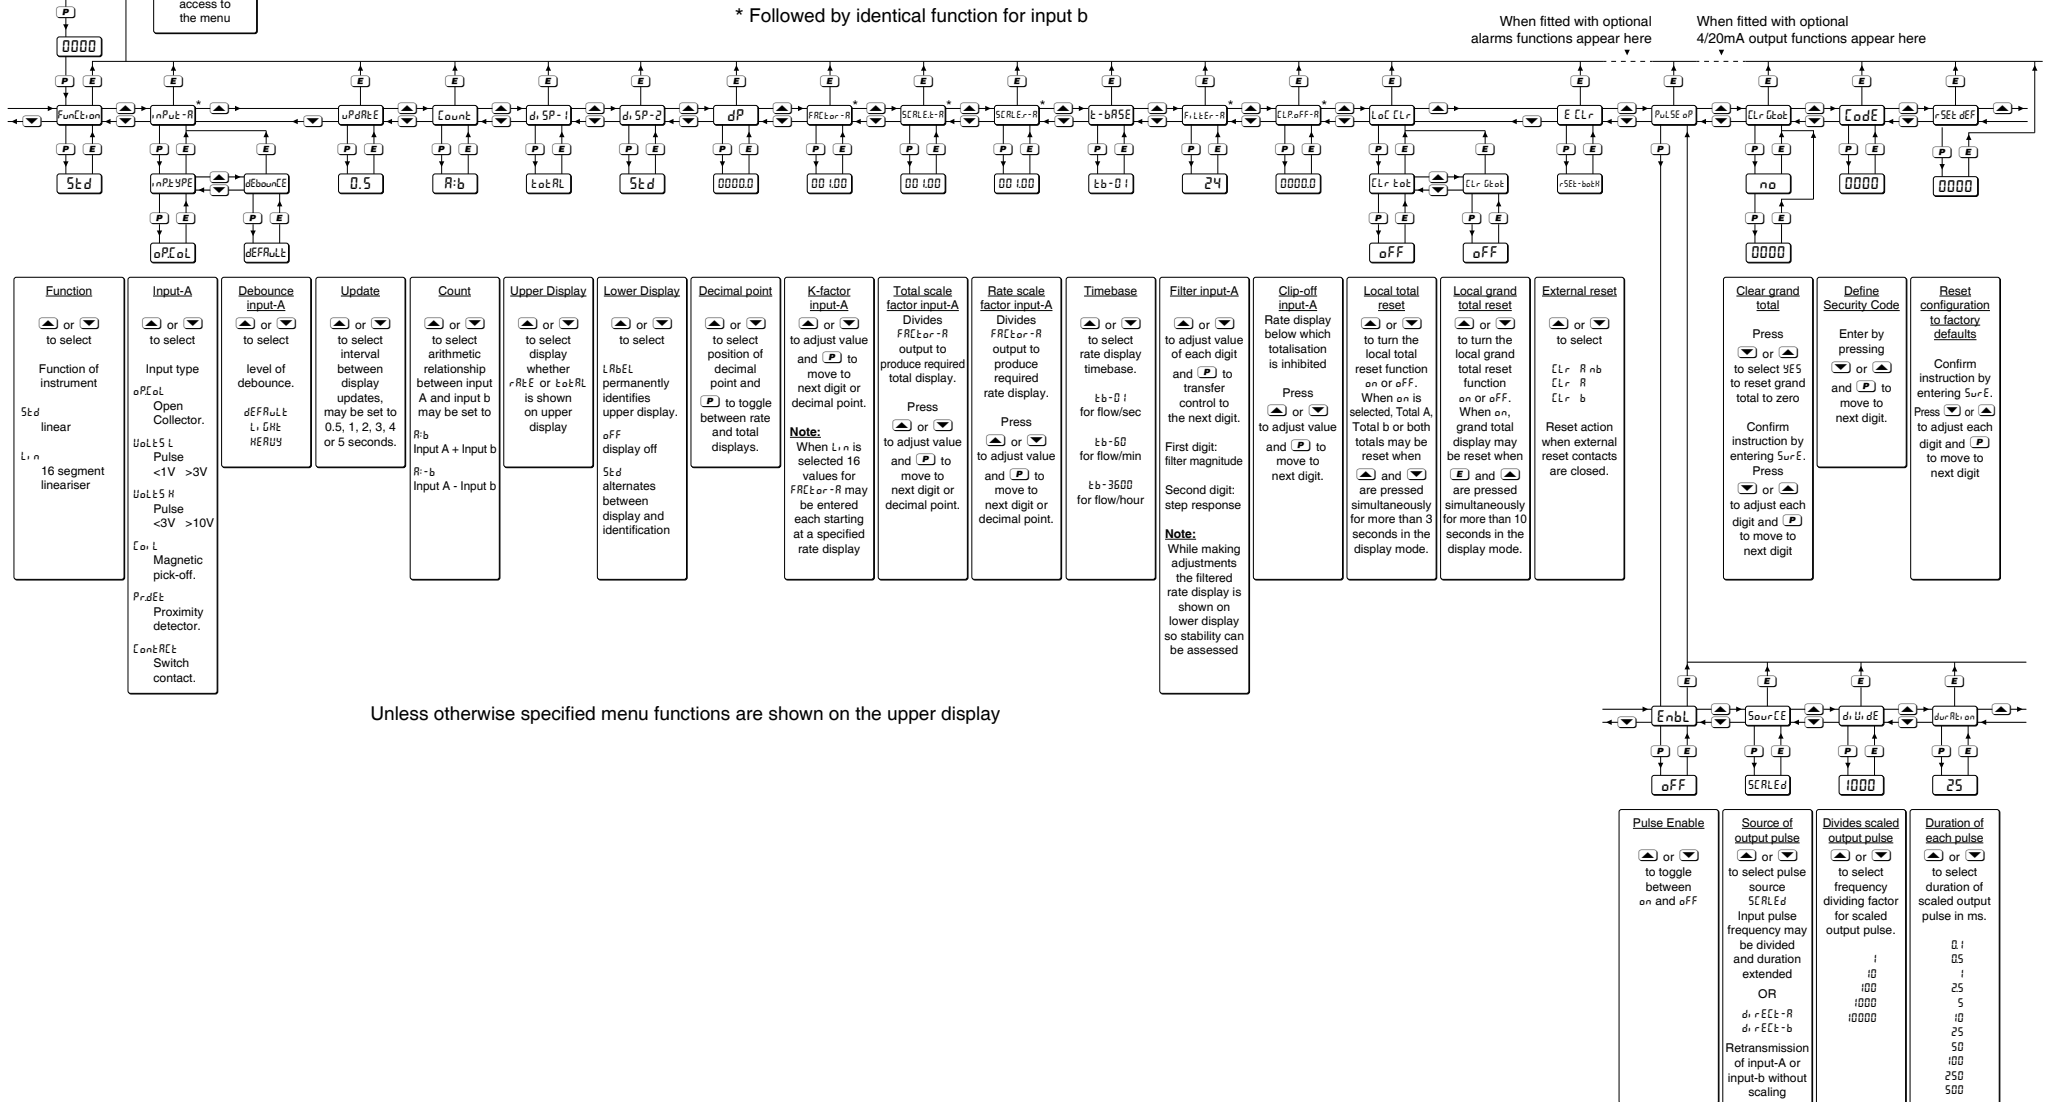 access to
the menu
* Followed by identical function for input b
When fitted with optional
alarms functions appear here
When fitted with optional
4/20mA output functions appear here
P
0000
P E E E E E E E E E E E E E E E E E E
FunCtion inPut-A * uPdAtE Count diSP-1 diSP-2 dP FACtor-A * SCALE.t-A * SCALE.r-A * t-bASE FiLtEr-A * CLP.oFF-A * LoC CLr E CLr PuLSE oP CLr Gtot CodE rSEt dEF
P E P E E P E P E P E P E P E P E P E P E P E P E P E P E E P E P P P E P E
Std inP.tYPE dEbounCE 0.5 A:b totAL Std 0000.0 001.00 001.00 001.00 tb-01 24 0000.0 CLr tot CLr Gtot rSEt-botH no 0000 0000
P E P E P E P E P E
oP.CoL dEFAuLt oFF oFF 0000
Function
or
to select
Function of
instrument
Std
linear
Lin
16 segment
lineariser
Input-A
or
to select
Input type
oP.CoL
Open
Collector.
VoLtS L
Pulse
<1V >3V
VoLtS H
Pulse
<3V >10V
CoiL
Magnetic
pick-off.
Pr.dEt
Proximity
detector.
ContACt
Switch
contact.
Debounce
input-A
or
to select
level of
debounce.
dEFAuLt
LiGHt
HEAVY
Update
or
to select
interval
between
display
updates,
may be set to
0.5, 1, 2, 3, 4
or 5 seconds.
Count
or
to select
arithmetic
relationship
between input
A and input b
may be set to
A:b
Input A + Input b
A:-b
Input A - Input b
Upper Display
or
to select
display
whether
rAtE or totAL
is shown
on upper
display
Lower Display
or
to select
LAbEL
permanently
identifies
upper display.
oFF
display off
Std
alternates
between
display and
identification
Decimal point
or
to select
position of
decimal
point and
P to toggle
between rate
and total
displays.
K-factor
input-A
or
to adjust value
and P to
move to
next digit or
decimal point.
Note:
When Lin is
selected 16
values for
FACtor-A may
be entered
each starting
at a specified
rate display
Total scale
factor input-A
Divides
FACtor-A
output to
produce required
total display.
Press
or
to adjust value
and P to
move to
next digit or
decimal point.
Rate scale
factor input-A
Divides
FACtor-A
output to
produce
required
rate display.
Press
or
to adjust value
and P to
move to
next digit or
decimal point.
Timebase
or
to select
rate display
timebase.
tb-01
for flow/sec
tb-60
for flow/min
tb-3600
for flow/hour
Filter input-A
or
to adjust value
of each digit
and P to
transfer
control to
the next digit.
First digit:
filter magnitude
Second digit:
step response
Note:
While making
adjustments
the filtered
rate display is
shown on
lower display
so stability can
be assessed
Clip-off
input-A
Rate display
below which
totalisation
is inhibited
Press
or
to adjust value
and P to
move to
next digit.
Local total
reset
or
to turn the
local total
reset function
on or oFF.
When on is
selected, Total A,
Total b or both
totals may be
reset when
and
are pressed
simultaneously
for more than 3
seconds in the
display mode.
Local grand
total reset
or
to turn the
local grand
total reset
function
on or oFF.
When on,
grand total
display may
be reset when
E and
are pressed
simultaneously
for more than 10
seconds in the
display mode.
External reset
or
to select
CLr Anb
CLr A
CLr b
Reset action
when external
reset contacts
are closed.
Clear grand
total
Press
or
to select YES
to reset grand
total to zero
Confirm
instruction by
entering SurE.
Press
or
to adjust each
digit and P
to move to
next digit
Define
Security Code
Enter by
pressing
or
and P to
move to
next digit.
Reset
configuration
to factory
defaults
Confirm
instruction by
entering SurE.
Press or
to adjust each
digit and P
to move to
next digit
Unless otherwise specified menu functions are shown on the upper display
E E E E
EnbL SourCE diVidE durAtion
P E P E P E P E
oFF SCALEd 1000 25
Pulse Enable
or
to toggle
between
on and oFF
Source of
output pulse
or
to select pulse
source
SCALEd
Input pulse
frequency may
be divided
and duration
extended
OR
dirECt-A
dirECt-b
Retransmission
of input-A or
input-b without
scaling
Divides scaled
output pulse
or
to select
frequency
dividing factor
for scaled
output pulse.
1
10
100
1000
10000
Duration of
each pulse
or
to select
duration of
scaled output
pulse in ms.
0.1
0.5
1
2.5
5
10
25
50
100
250
500